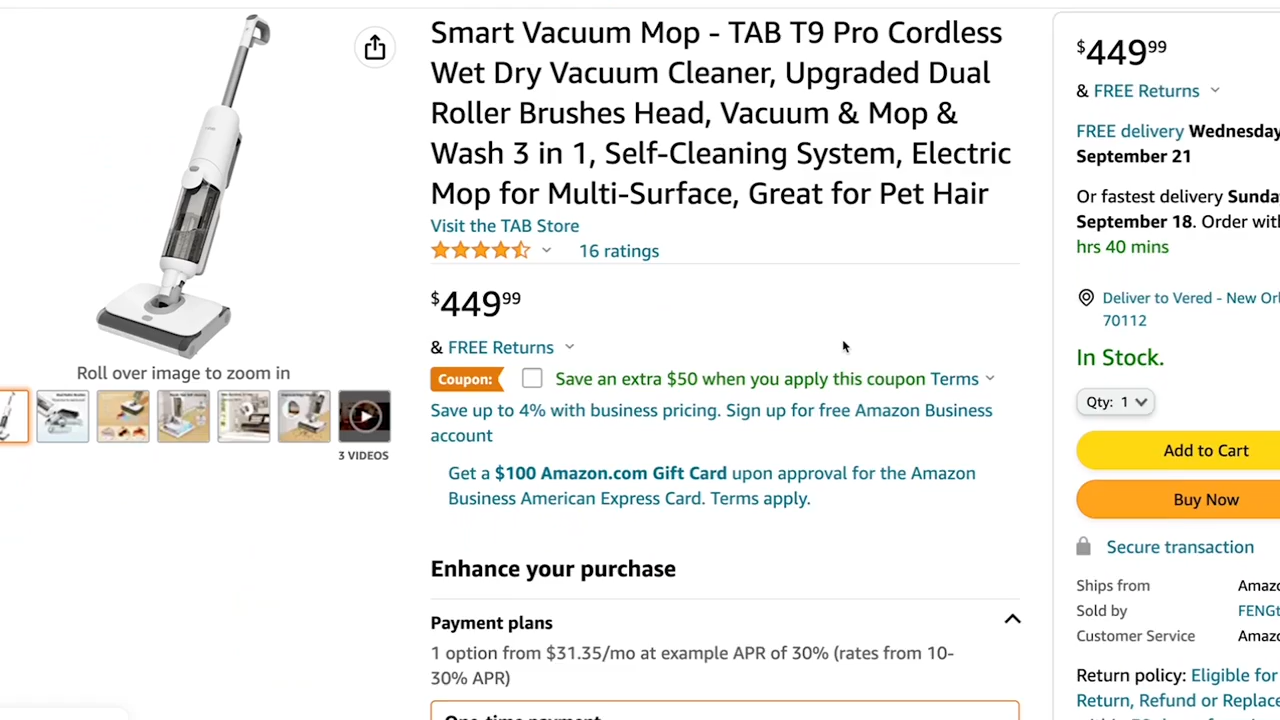 Smart Vacuum Mop - TAB T9 Pro Cordless
Wet Dry Vacuum Cleaner, Upgraded Dual
Roller Brushes Head, Vacuum & Mop &
Wash 3 in 1, Self-Cleaning System, Electric
Mop for Multi-Surface, Great for Pet Hair
Visit the TAB Store
16 ratings
$449 99
& FREE Returns
Coupon: Save an extra $50 when you apply this coupon Terms
Save up to 4% with business pricing. Sign up for free Amazon Business
account
Get a $100 Amazon.com Gift Card upon approval for the Amazon
Business American Express Card. Terms apply.
Enhance your purchase
Payment plans
1 option from $31.35/mo at example APR of 30% (rates from 10-
30% APR)
One-time payment
Roll over image to zoom in
3 VIDEOS
$449 99
& FREE Returns
FREE delivery Wednesday
September 21
Or fastest delivery Sunda
September 18. Order wit
hrs 40 mins
Deliver to Vered - New Orl
70112
In Stock.
Qty: 1
Add to Cart
Buy Now
Secure transaction
Ships from Amazo
Sold by FENGt
Customer Service Amazo
Return policy: Eligible for
Return, Refund or Replace